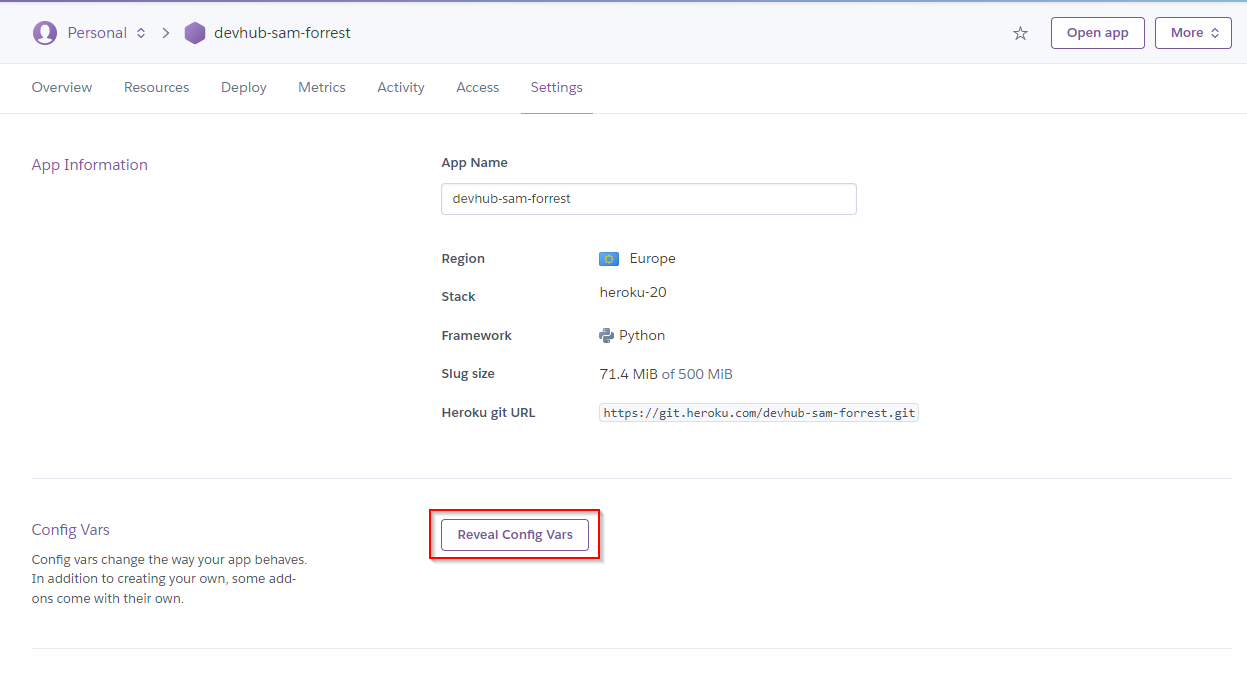 Personal devhub-sam-forrest Open app More
Overview Resources Deploy Metrics Activity Access Settings
App Information
App Name
devhub-sam-forrest
Region Europe
Stack heroku-20
Framework Python
Slug size 71.4 MiB of 500 MiB
Heroku git URL https://git.heroku.com/devhub-sam-forrest.git
Config Vars
Reveal Config Vars
Config vars change the way your app behaves.
In addition to creating your own, some add-
ons come with their own.